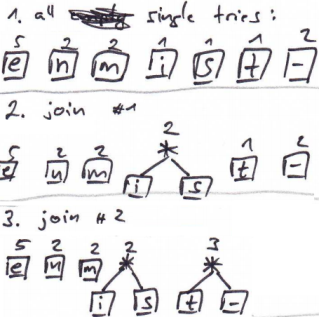 1. all single tries:
5 2 2 1 1 1 2
e n m i s t -
2. join #1
2
5 2 2 * 1 2
e n m i s t -
3. join #2
5 2 2 2 3
e n m * *
i s t -